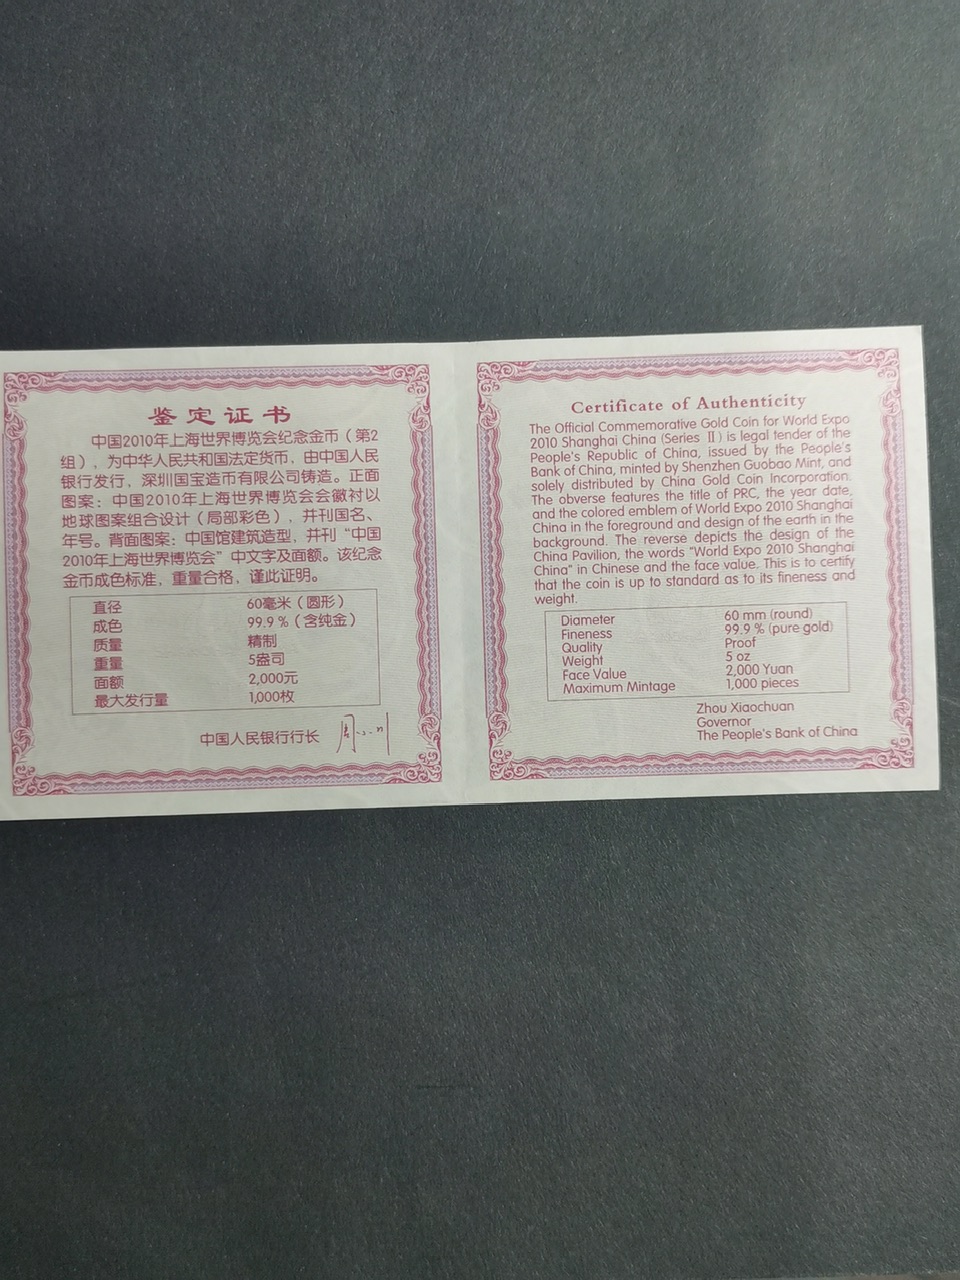 鉴定证书
中国2010年上海世界博览会纪念金币（第2
组），为中华人民共和国法定货币，由中国人民
银行发行，深圳国宝造币有限公司铸造。正面
图案：中国2010年上海世界博览会会徽衬以
地球图案组合设计（局部彩色），并刊国名、
年号。背面图案：中国馆建筑造型，并刊“中国
2010年上海世界博览会”中文字及面额。该纪念
金币成色标准，重量合格，谨此证明。
直径 60毫米（圆形）
成色 99.9％（含纯金）
质量 精制
重量 5盎司
面额 2,000元
最大发行量 1,000枚
中国人民银行行长 周小川
Certificate of Authenticity
The Official Commemorative Gold Coin for World Expo
2010 Shanghai China (Series Ⅱ) is legal tender of the
People's Republic of China, issued by the People's
Bank of China, minted by Shenzhen Guobao Mint, and
solely distributed by China Gold Coin Incorporation.
The obverse features the title of PRC, the year date,
and the colored emblem of World Expo 2010 Shanghai
China in the foreground and design of the earth in the
background. The reverse depicts the design of the
China Pavilion, the words "World Expo 2010 Shanghai
China" in Chinese and the face value. This is to certify
that the coin is up to standard as to its fineness and
weight.
Diameter 60 mm (round)
Fineness 99.9 % (pure gold)
Quality Proof
Weight 5 oz
Face Value 2,000 Yuan
Maximum Mintage 1,000 pieces
Zhou Xiaochuan
Governor
The People's Bank of China